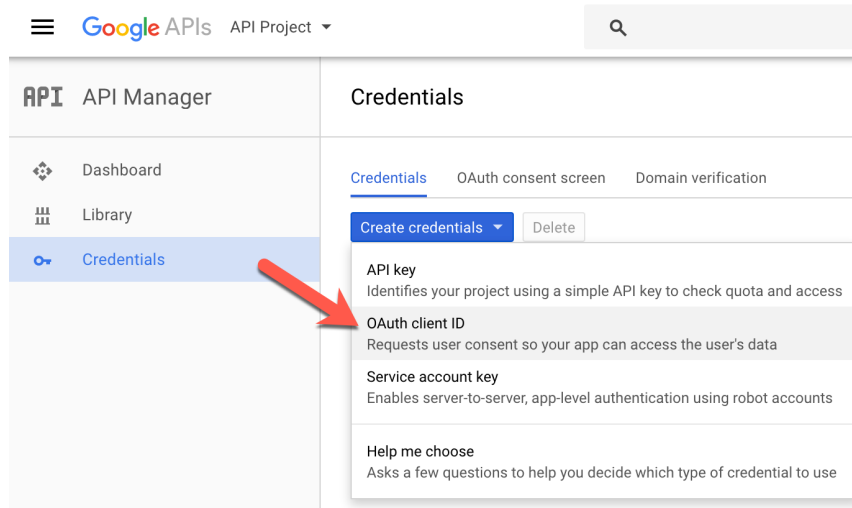 Google APIs API Project
API API Manager
Credentials
Dashboard
Library
Credentials
Credentials OAuth consent screen Domain verification
Create credentials Delete
API key
Identifies your project using a simple API key to check quota and access
OAuth client ID
Requests user consent so your app can access the user's data
Service account key
Enables server-to-server, app-level authentication using robot accounts
Help me choose
Asks a few questions to help you decide which type of credential to use